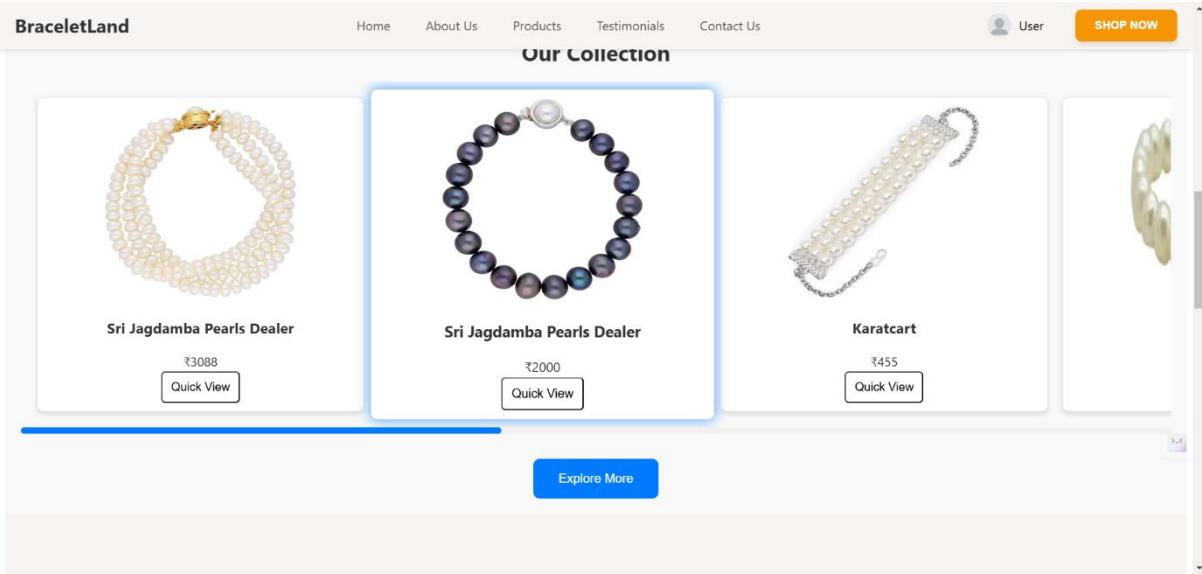 BraceletLand
Home About Us Products Testimonials Contact Us
User
SHOP NOW
Our Collection
Sri Jagdamba Pearls Dealer
₹3088
Quick View
Sri Jagdamba Pearls Dealer
₹2000
Quick View
Karatcart
₹455
Quick View
Explore More